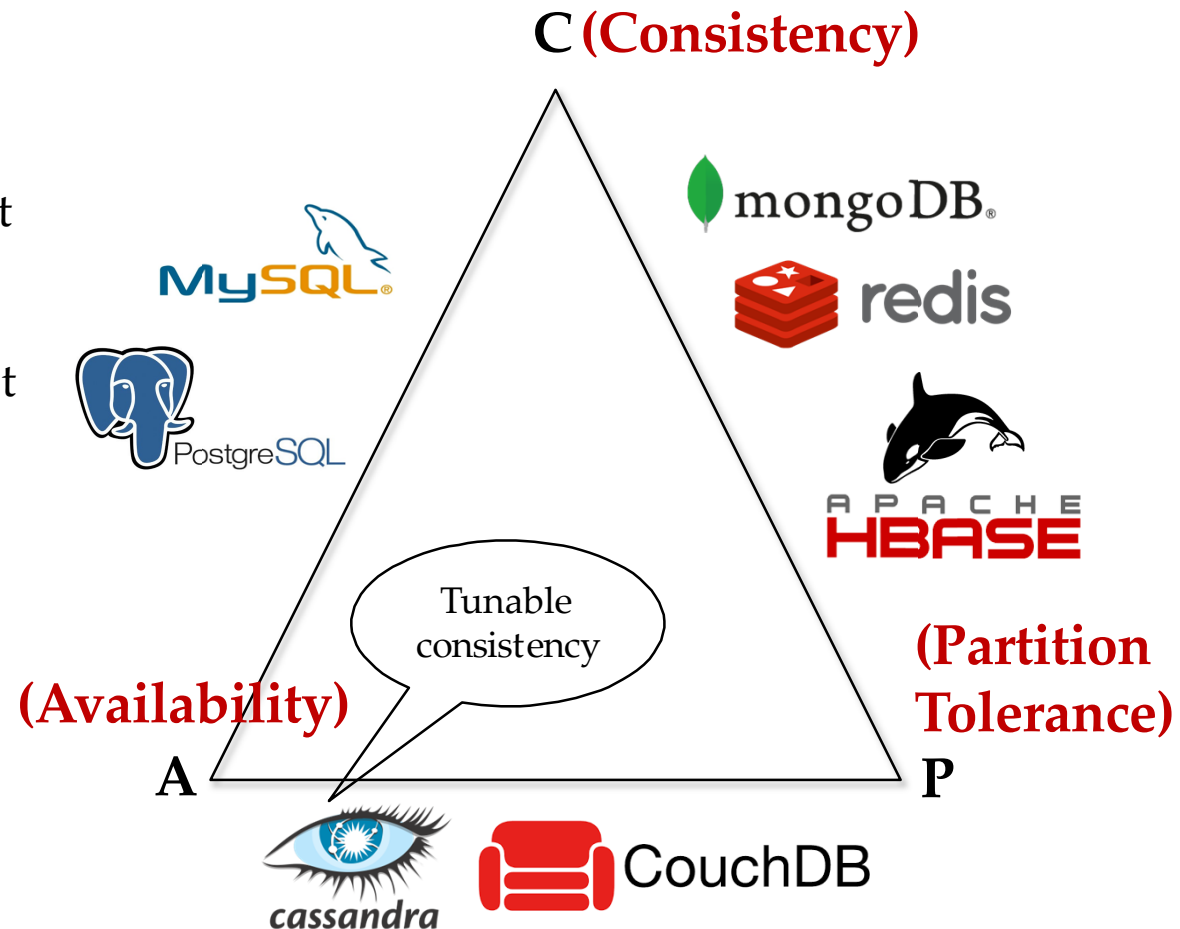 C (Consistency)
mongoDB®
t
MySQL®
redis
t
PostgreSQL
APACHE
HBASE
Tunable
consistency
(Partition
Tolerance)
(Availability)
A
P
cassandra
CouchDB